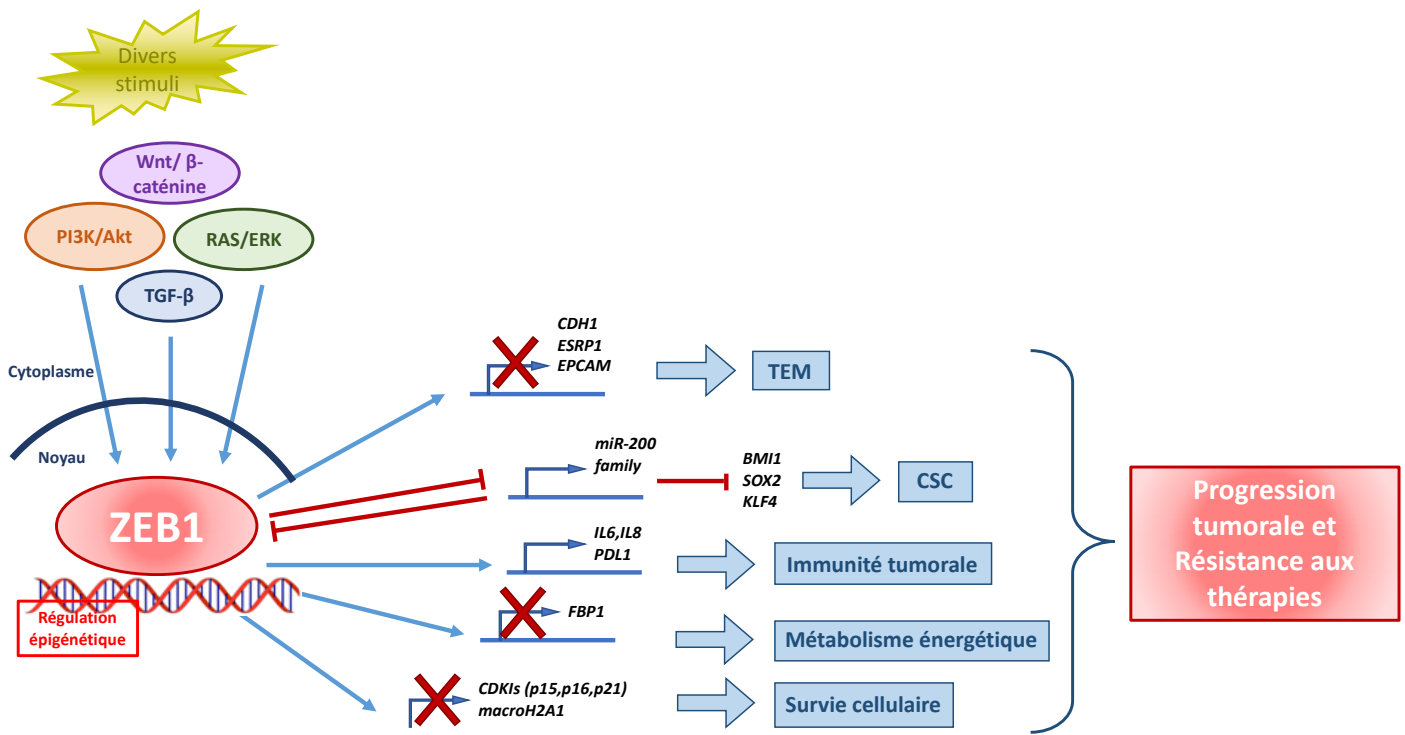 Divers
stimuli
Wnt/ β-
caténine
PI3K/Akt
RAS/ERK
TGF-β
Cytoplasme
Noyau
ZEB1
Régulation
épigénétique
CDH1
ESRP1
EPCAM
TEM
miR-200
family
BMI1
SOX2
KLF4
CSC
IL6,IL8
PDL1
Immunité tumorale
FBP1
Métabolisme énergétique
CDKIs (p15,p16,p21)
macroH2A1
Survie cellulaire
Progression
tumorale et
Résistance aux
thérapies